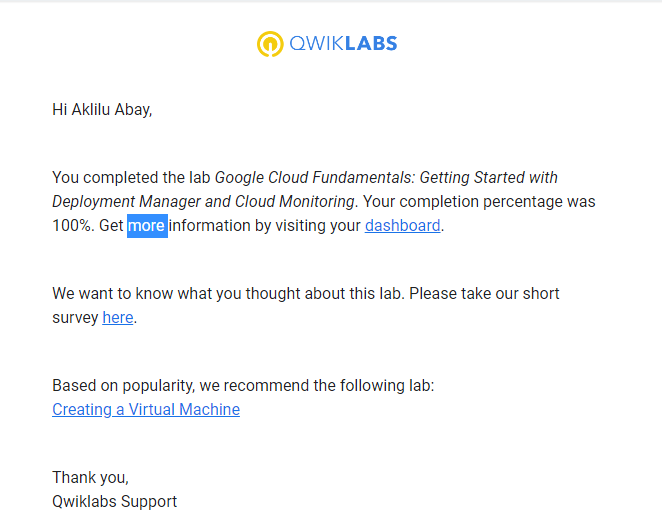 QWIKLABS
Hi Aklilu Abay,
You completed the lab Google Cloud Fundamentals: Getting Started with
Deployment Manager and Cloud Monitoring. Your completion percentage was
100%. Get more information by visiting your dashboard.
We want to know what you thought about this lab. Please take our short
survey here.
Based on popularity, we recommend the following lab:
Creating a Virtual Machine
Thank you,
Qwiklabs Support